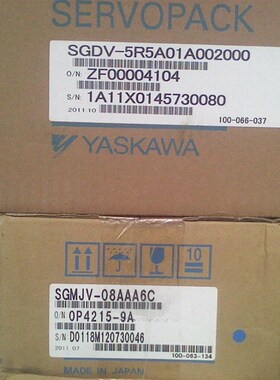 SERVOPACK
SGDV-5R5A01A002000
O/N: ZF00004104
S/N: 1A11X0145730080
2011 10
100-066-037
YASKAWA
10
SGMJV-08AAA6C
O/N: 0P4215-9A
S/N: D0118M120730046
2011 07
100-063-134
MADE IN JAPAN